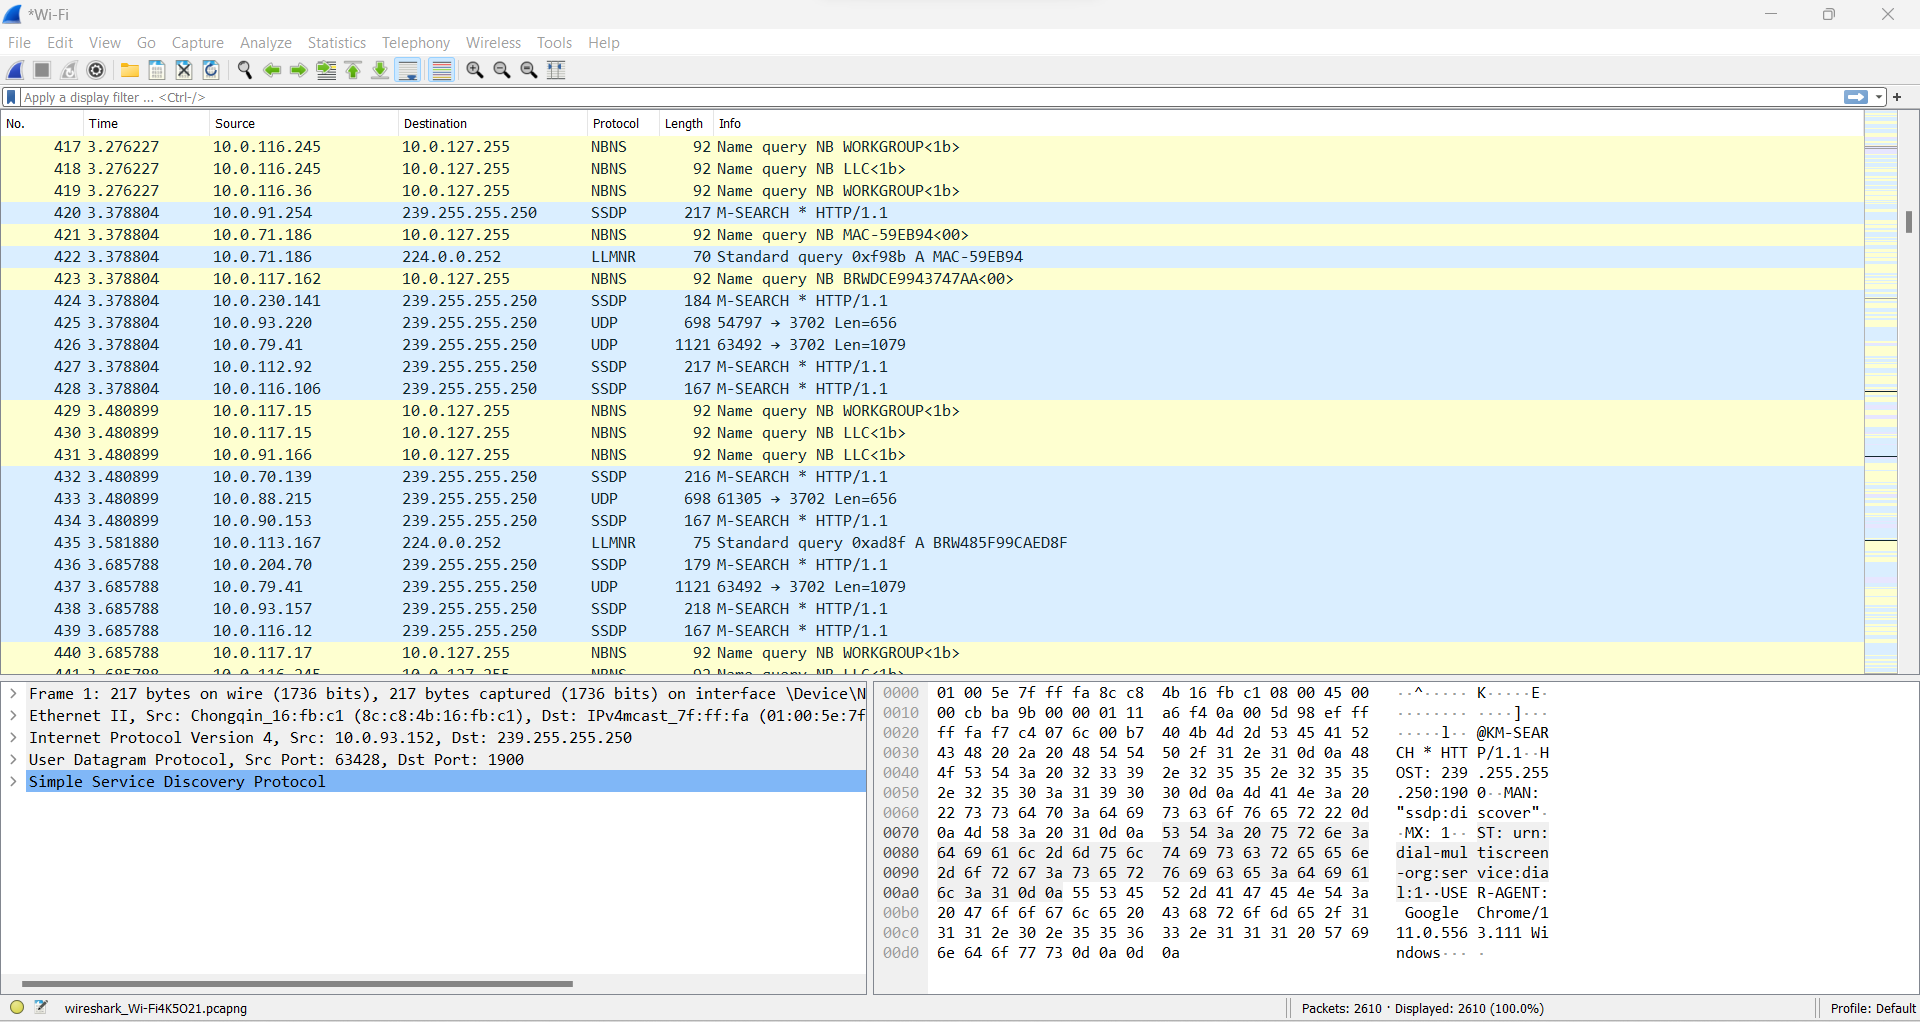 *Wi-Fi
File Edit View Go Capture Analyze Statistics Telephony Wireless Tools Help
Apply a display filter ... <Ctrl-/>
No. Time Source Destination Protocol Length Info
417 3.276227 10.0.116.245 10.0.127.255 NBNS 92 Name query NB WORKGROUP<1b>
418 3.276227 10.0.116.245 10.0.127.255 NBNS 92 Name query NB LLC<1b>
419 3.276227 10.0.116.36 10.0.127.255 NBNS 92 Name query NB WORKGROUP<1b>
420 3.378804 10.0.91.254 239.255.255.250 SSDP 217 M-SEARCH * HTTP/1.1
421 3.378804 10.0.71.186 10.0.127.255 NBNS 92 Name query NB MAC-59EB94<00>
422 3.378804 10.0.71.186 224.0.0.252 LLMNR 70 Standard query 0xf98b A MAC-59EB94
423 3.378804 10.0.117.162 10.0.127.255 NBNS 92 Name query NB BRWDCE9943747AA<00>
424 3.378804 10.0.230.141 239.255.255.250 SSDP 184 M-SEARCH * HTTP/1.1
425 3.378804 10.0.93.220 239.255.255.250 UDP 698 54797 → 3702 Len=656
426 3.378804 10.0.79.41 239.255.255.250 UDP 1121 63492 → 3702 Len=1079
427 3.378804 10.0.112.92 239.255.255.250 SSDP 217 M-SEARCH * HTTP/1.1
428 3.378804 10.0.116.106 239.255.255.250 SSDP 167 M-SEARCH * HTTP/1.1
429 3.480899 10.0.117.15 10.0.127.255 NBNS 92 Name query NB WORKGROUP<1b>
430 3.480899 10.0.117.15 10.0.127.255 NBNS 92 Name query NB LLC<1b>
431 3.480899 10.0.91.166 10.0.127.255 NBNS 92 Name query NB LLC<1b>
432 3.480899 10.0.70.139 239.255.255.250 SSDP 216 M-SEARCH * HTTP/1.1
433 3.480899 10.0.88.215 239.255.255.250 UDP 698 61305 → 3702 Len=656
434 3.480899 10.0.90.153 239.255.255.250 SSDP 167 M-SEARCH * HTTP/1.1
435 3.581880 10.0.113.167 224.0.0.252 LLMNR 75 Standard query 0xad8f A BRW485F99CAED8F
436 3.685788 10.0.204.70 239.255.255.250 SSDP 179 M-SEARCH * HTTP/1.1
437 3.685788 10.0.79.41 239.255.255.250 UDP 1121 63492 → 3702 Len=1079
438 3.685788 10.0.93.157 239.255.255.250 SSDP 218 M-SEARCH * HTTP/1.1
439 3.685788 10.0.116.12 239.255.255.250 SSDP 167 M-SEARCH * HTTP/1.1
440 3.685788 10.0.117.17 10.0.127.255 NBNS 92 Name query NB WORKGROUP<1b>
441 3.685788 10.0.116.245 10.0.127.255 NBNS 92 Name query NB LLC<1b>
Frame 1: 217 bytes on wire (1736 bits), 217 bytes captured (1736 bits) on interface \Device\N
Ethernet II, Src: Chongqin_16:fb:c1 (8c:c8:4b:16:fb:c1), Dst: IPv4mcast_7f:ff:fa (01:00:5e:7f
Internet Protocol Version 4, Src: 10.0.93.152, Dst: 239.255.255.250
User Datagram Protocol, Src Port: 63428, Dst Port: 1900
Simple Service Discovery Protocol
0000 01 00 5e 7f ff fa 8c c8 4b 16 fb c1 08 00 45 00 ··^····· K·····E·
0010 00 cb ba 9b 00 00 01 11 a6 f4 0a 00 5d 98 ef ff ········ ····]···
0020 ff fa f7 c4 07 6c 00 b7 40 4b 4d 2d 53 45 41 52 ·····l·· @KM-SEAR
0030 43 48 20 2a 20 48 54 54 50 2f 31 2e 31 0d 0a 48 CH * HTT P/1.1··H
0040 4f 53 54 3a 20 32 33 39 2e 32 35 35 2e 32 35 35 OST: 239 .255.255
0050 2e 32 35 30 3a 31 39 30 30 0d 0a 4d 41 4e 3a 20 .250:190 0··MAN:
0060 22 73 73 64 70 3a 64 69 73 63 6f 76 65 72 22 0d "ssdp:di scover"·
0070 0a 4d 58 3a 20 31 0d 0a 53 54 3a 20 75 72 6e 3a ·MX: 1·· ST: urn:
0080 64 69 61 6c 2d 6d 75 6c 74 69 73 63 72 65 65 6e dial-mul tiscreen
0090 2d 6f 72 67 3a 73 65 72 76 69 63 65 3a 64 69 61 -org:ser vice:dia
00a0 6c 3a 31 0d 0a 55 53 45 52 2d 41 47 45 4e 54 3a l:1··USE R-AGENT:
00b0 20 47 6f 6f 67 6c 65 20 43 68 72 6f 6d 65 2f 31 Google Chrome/1
00c0 31 31 2e 30 2e 35 35 36 33 2e 31 31 31 20 57 69 11.0.556 3.111 Wi
00d0 6e 64 6f 77 73 0d 0a 0d 0a ndows··· ·
wireshark_Wi-Fi4K5O21.pcapng Packets: 2610 · Displayed: 2610 (100.0%) Profile: Default